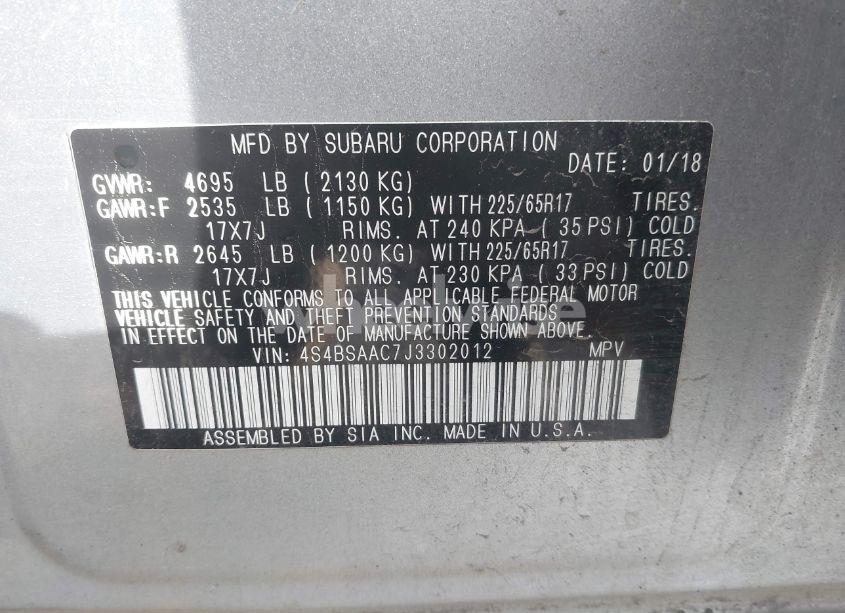 MFD BY SUBARU CORPORATION
DATE: 01/18
GVWR: 4695 LB ( 2130 KG)
GAWR:F 2535 LB ( 1150 KG) WITH 225/65R17 TIRES.
17X7J RIMS. AT 240 KPA ( 35 PSI) COLD
GAWR:R 2645 LB ( 1200 KG) WITH 225/65R17 TIRES.
17X7J RIMS. AT 230 KPA ( 33 PSI) COLD
THIS VEHICLE CONFORMS TO ALL APPLICABLE FEDERAL MOTOR
VEHICLE SAFETY AND THEFT PREVENTION STANDARDS
IN EFFECT ON THE DATE OF MANUFACTURE SHOWN ABOVE.
VIN: 4S4BSAAC7J3302012 MPV
ASSEMBLED BY SIA INC. MADE IN U.S.A.